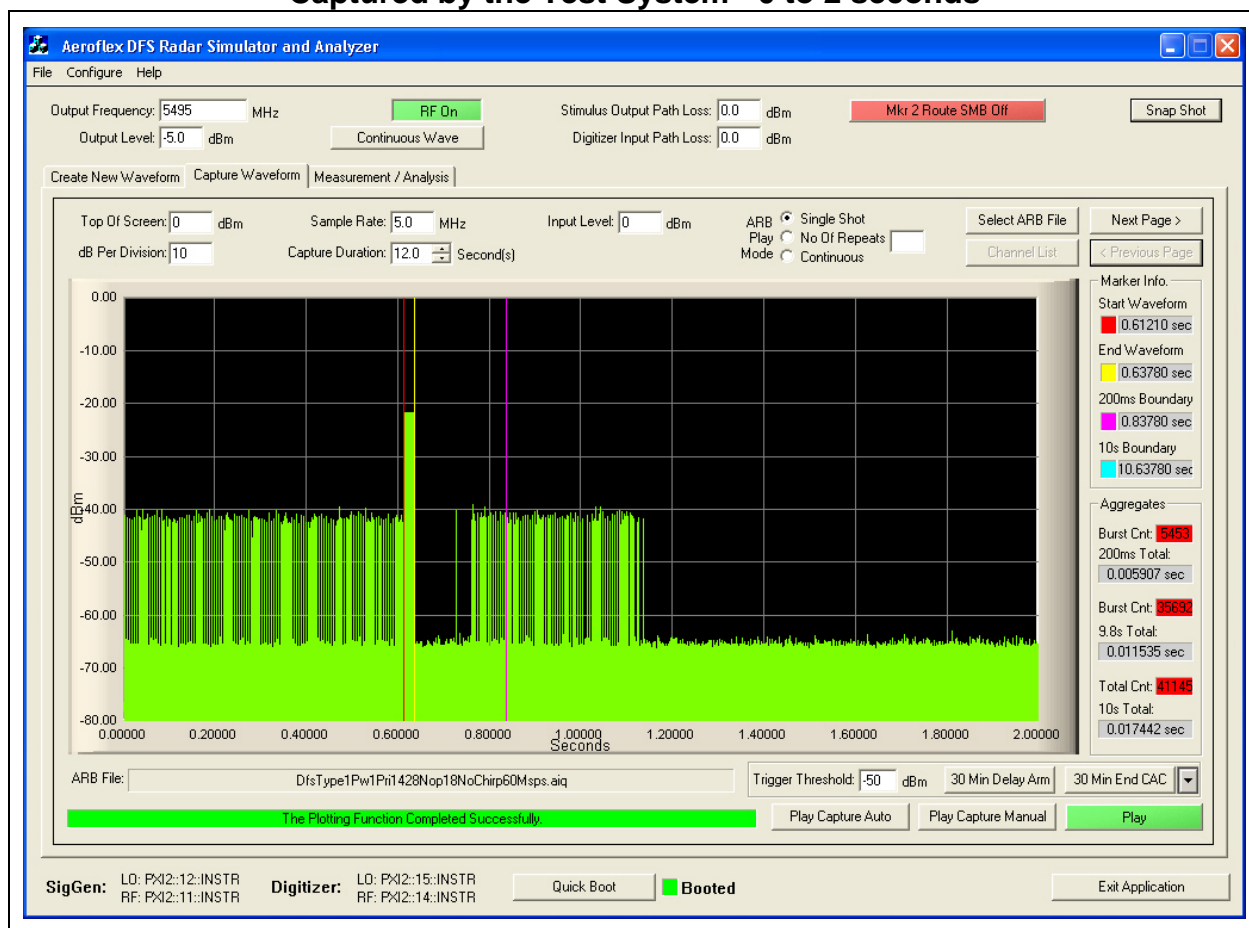 Captured by the Test System - 0 to 2 seconds
Aeroflex DFS Radar Simulator and Analyzer
File Configure Help
Output Frequency: 5495 MHz RF On Stimulus Output Path Loss: 0.0 dBm Mkr 2 Route SMB Off Snap Shot
Output Level: -5.0 dBm Continuous Wave Digitizer Input Path Loss: 0.0 dBm
Create New Waveform Capture Waveform Measurement / Analysis
Top Of Screen: 0 dBm Sample Rate: 5.0 MHz Input Level: 0 dBm ARB Play Mode Single Shot Select ARB File Next Page >
No Of Repeats
dB Per Division: 10 Capture Duration: 12.0 Second(s) Continuous Channel List < Previous Page
Marker Info.
Start Waveform
0.61210 sec
End Waveform
0.63780 sec
200ms Boundary
0.83780 sec
10s Boundary
10.63780 sec
Aggregates
Burst Cnt: 5453
200ms Total:
0.005907 sec
Burst Cnt: 35692
9.8s Total:
0.011535 sec
Total Cnt: 41145
10s Total:
0.017442 sec
0.00
-10.00
-20.00
-30.00
-40.00
-50.00
-60.00
-70.00
-80.00
dBm
0.00000 0.20000 0.40000 0.60000 0.80000 1.00000 1.20000 1.40000 1.60000 1.80000 2.00000
Seconds
ARB File: DfsType1Pw1Pri1428Nop18NoChirp60Msps.aiq Trigger Threshold: -50 dBm 30 Min Delay Arm 30 Min End CAC
The Plotting Function Completed Successfully. Play Capture Auto Play Capture Manual Play
SigGen: LO: PXI2::12::INSTR Digitizer: LO: PXI2::15::INSTR Quick Boot Booted Exit Application
RF: PXI2::11::INSTR RF: PXI2::14::INSTR